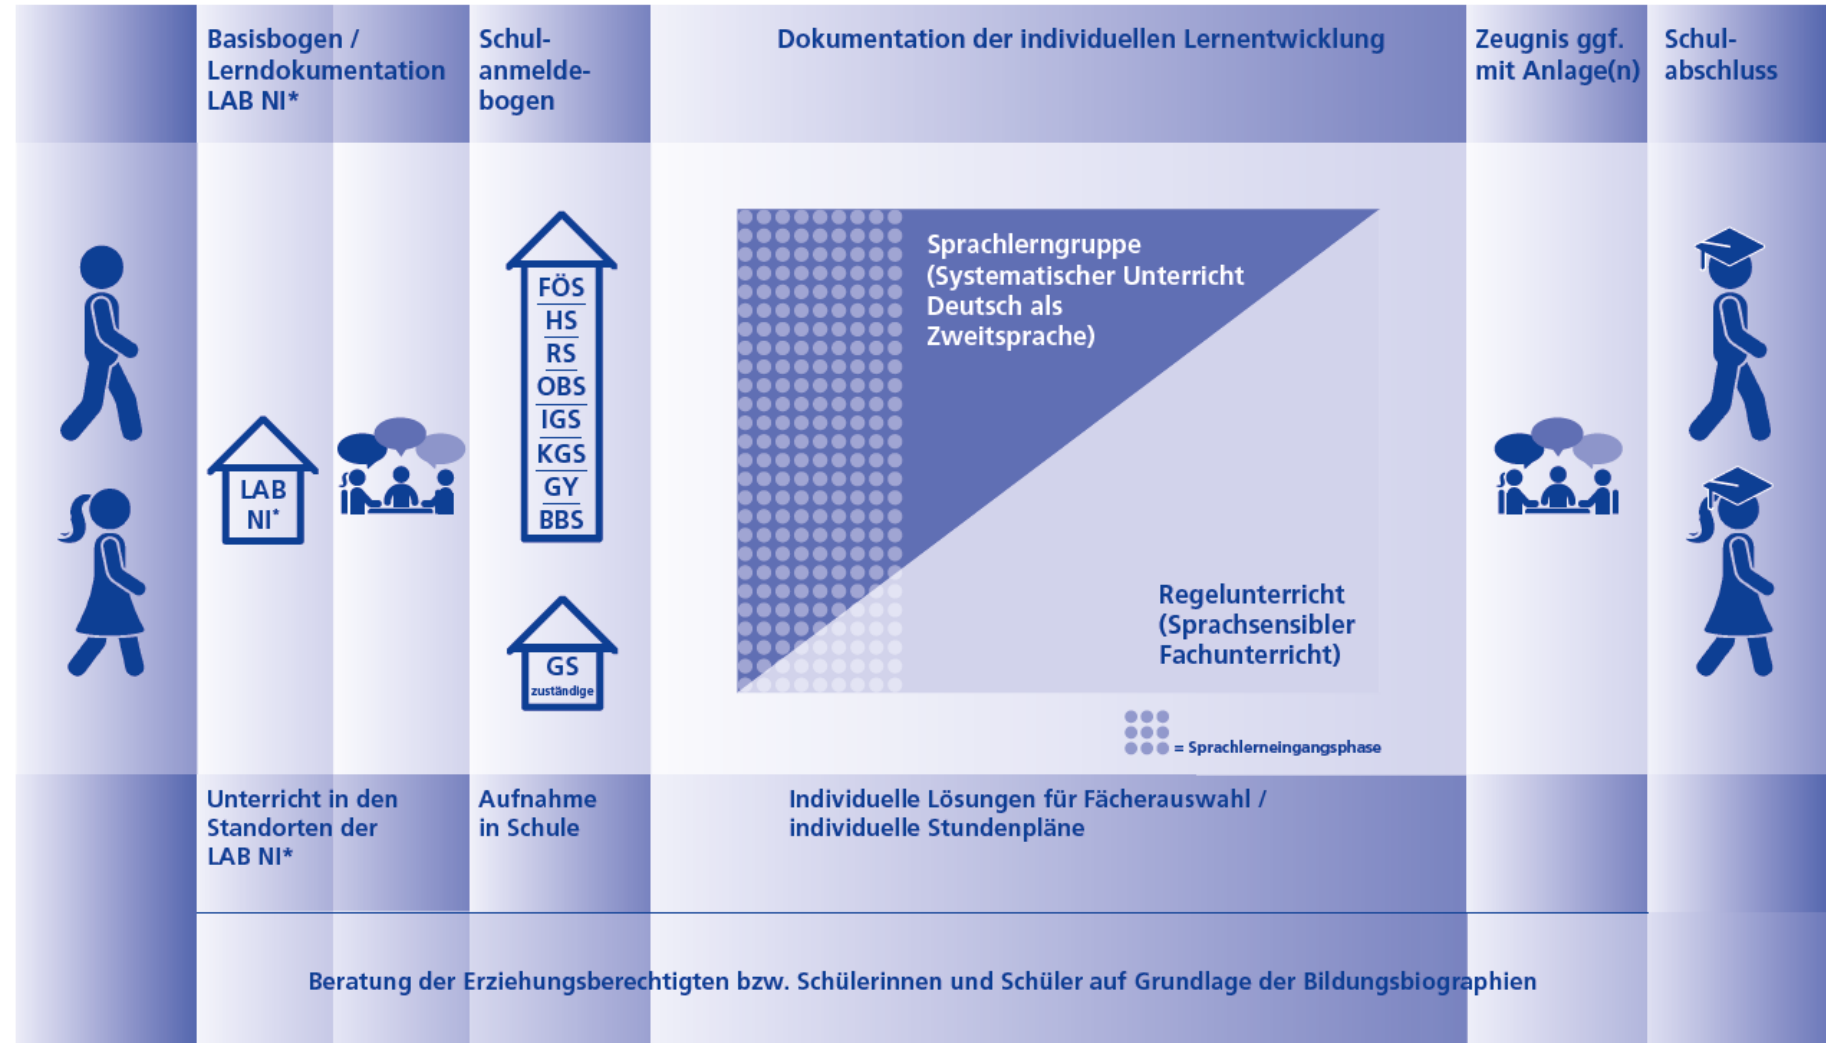 Basisbogen /
Lerndokumentation
LAB NI*
Schul-
anmelde-
bogen
Dokumentation der individuellen Lernentwicklung
Zeugnis ggf.
mit Anlage(n)
Schul-
abschluss
LAB
NI*
FÖS
HS
RS
OBS
IGS
KGS
GY
BBS
GS
zuständige
Sprachlerngruppe
(Systematischer Unterricht
Deutsch als
Zweitsprache)
Regelunterricht
(Sprachsensibler
Fachunterricht)
= Sprachlerneingangsphase
Unterricht in den
Standorten der
LAB NI*
Aufnahme
in Schule
Individuelle Lösungen für Fächerauswahl /
individuelle Stundenpläne
Beratung der Erziehungsberechtigten bzw. Schülerinnen und Schüler auf Grundlage der Bildungsbiographien